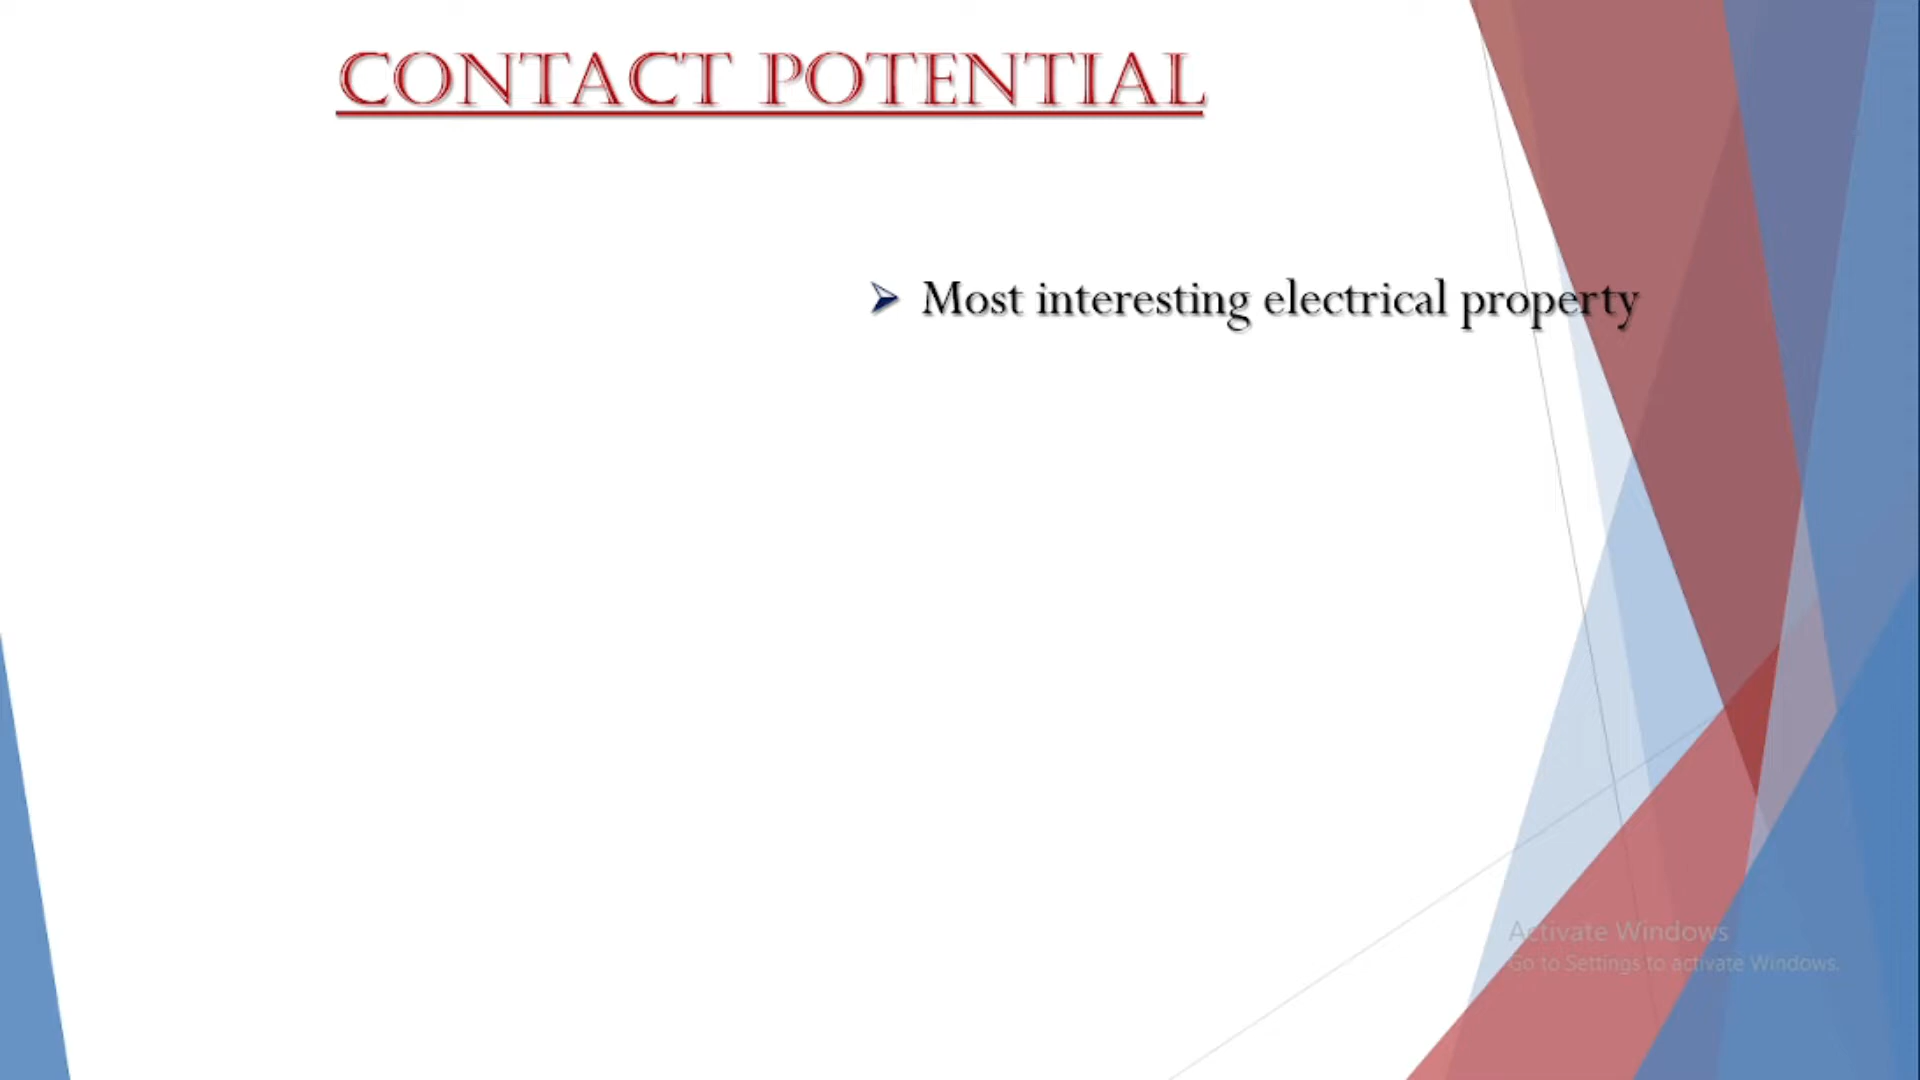 CONTACT POTENTIAL
Most interesting electrical property
Activate Windows
Go to Settings to activate Windows.